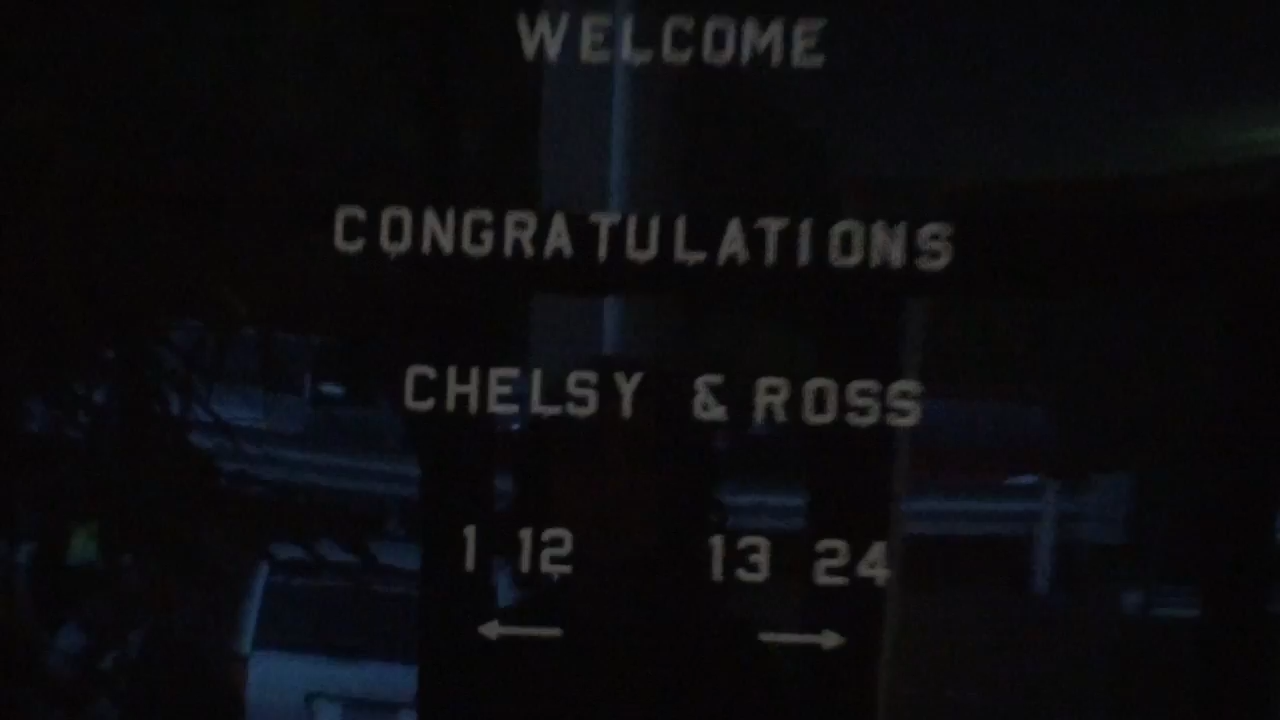 WELCOME
CONGRATULATIONS
CHELSY & ROSS
1 12 13 24
← →